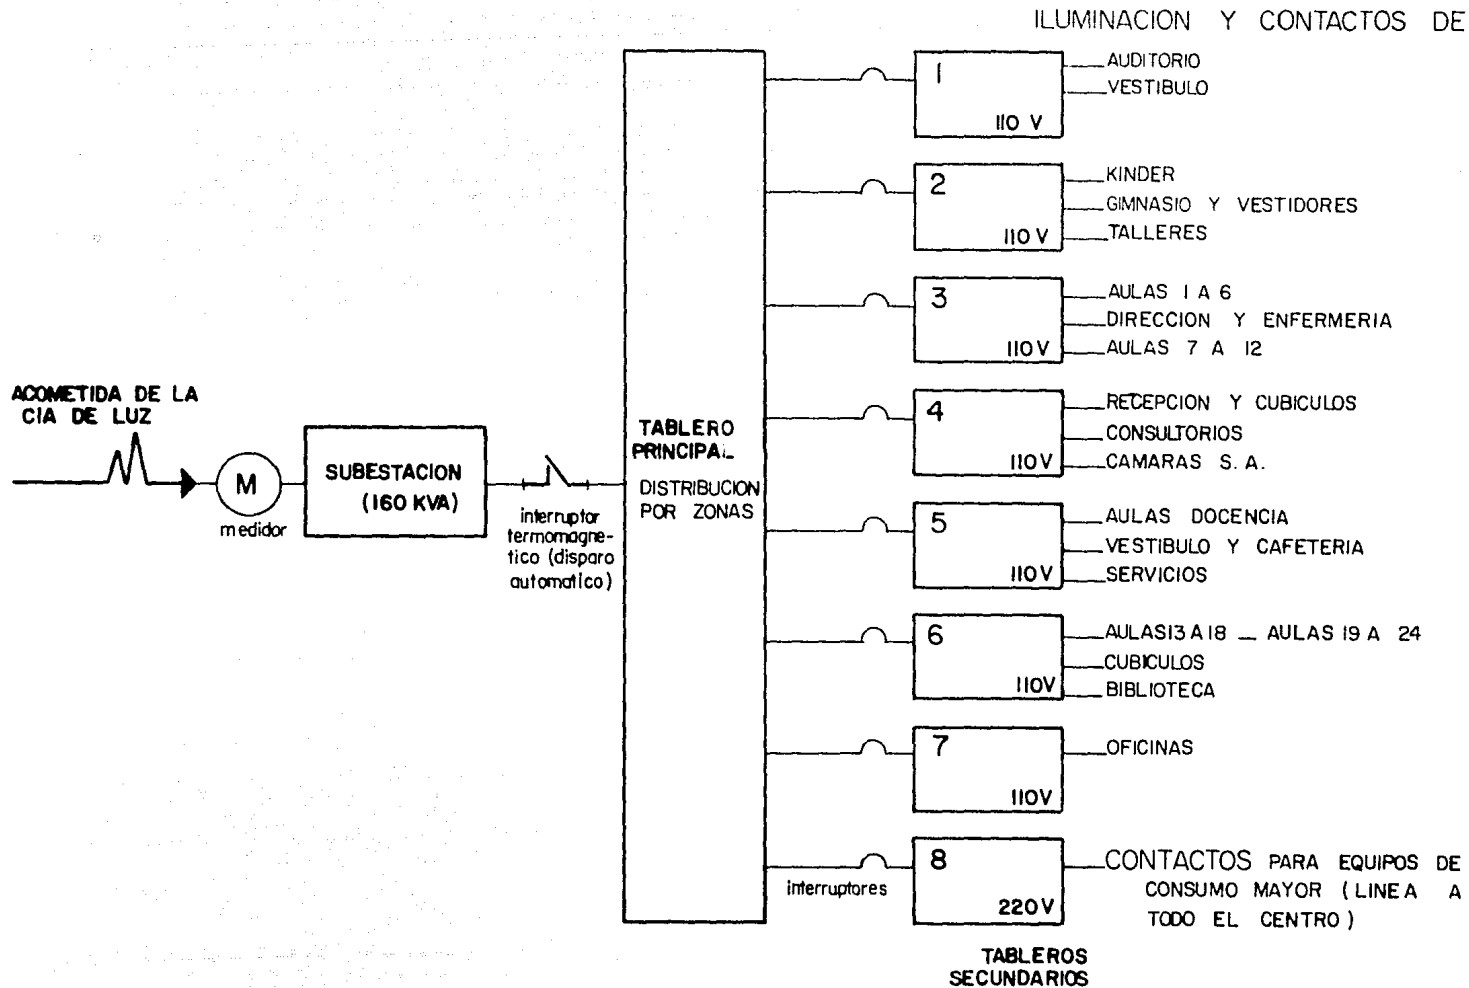 ILUMINACION Y CONTACTOS DE
ACOMETIDA DE LA
CIA DE LUZ
M
medidor
SUBESTACION
(160 KVA)
interruptor
termomagne-
tico (disparo
automatico)
TABLERO
PRINCIPAL
DISTRIBUCION
POR ZONAS
1
110 V
AUDITORIO
VESTIBULO
2
110 V
KINDER
GIMNASIO Y VESTIDORES
TALLERES
3
110 V
AULAS 1 A 6
DIRECCION Y ENFERMERIA
AULAS 7 A 12
4
110 V
RECEPCION Y CUBICULOS
CONSULTORIOS
CAMARAS S. A.
5
110 V
AULAS DOCENCIA
VESTIBULO Y CAFETERIA
SERVICIOS
6
110V
AULAS 13 A 18 _ AULAS 19 A 24
CUBICULOS
BIBLIOTECA
7
110V
OFICINAS
interruptores
8
220 V
CONTACTOS PARA EQUIPOS DE
CONSUMO MAYOR (LINEA A
TODO EL CENTRO)
TABLEROS
SECUNDARIOS